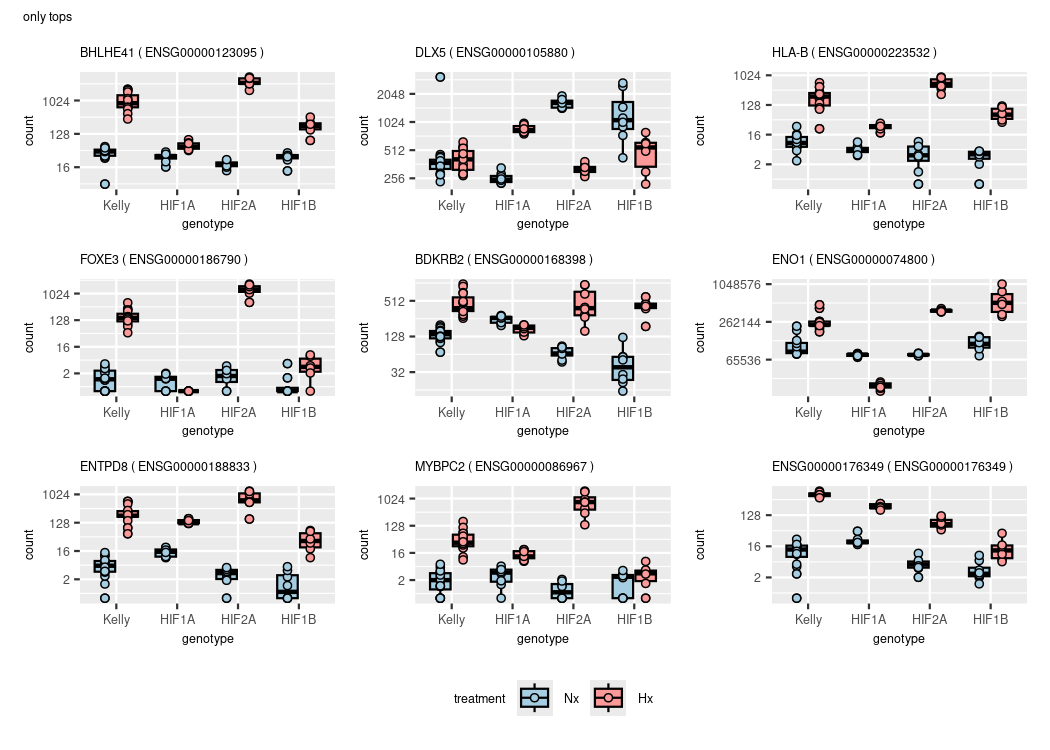 only tops
BHLHE41 ( ENSG00000123095 )
DLX5 ( ENSG00000105880 )
HLA-B ( ENSG00000223532 )
count
1024
128
16
Kelly HIF1A HIF2A HIF1B
genotype
count
2048
1024
512
256
Kelly HIF1A HIF2A HIF1B
genotype
count
1024
128
16
2
Kelly HIF1A HIF2A HIF1B
genotype
FOXE3 ( ENSG00000186790 )
BDKRB2 ( ENSG00000168398 )
ENO1 ( ENSG00000074800 )
count
1024
128
16
2
Kelly HIF1A HIF2A HIF1B
genotype
count
512
128
32
Kelly HIF1A HIF2A HIF1B
genotype
count
1048576
262144
65536
Kelly HIF1A HIF2A HIF1B
genotype
ENTPD8 ( ENSG00000188833 )
MYBPC2 ( ENSG00000086967 )
ENSG00000176349 ( ENSG00000176349 )
count
1024
128
16
2
Kelly HIF1A HIF2A HIF1B
genotype
count
1024
128
16
2
Kelly HIF1A HIF2A HIF1B
genotype
count
128
16
2
Kelly HIF1A HIF2A HIF1B
genotype
treatment Nx Hx